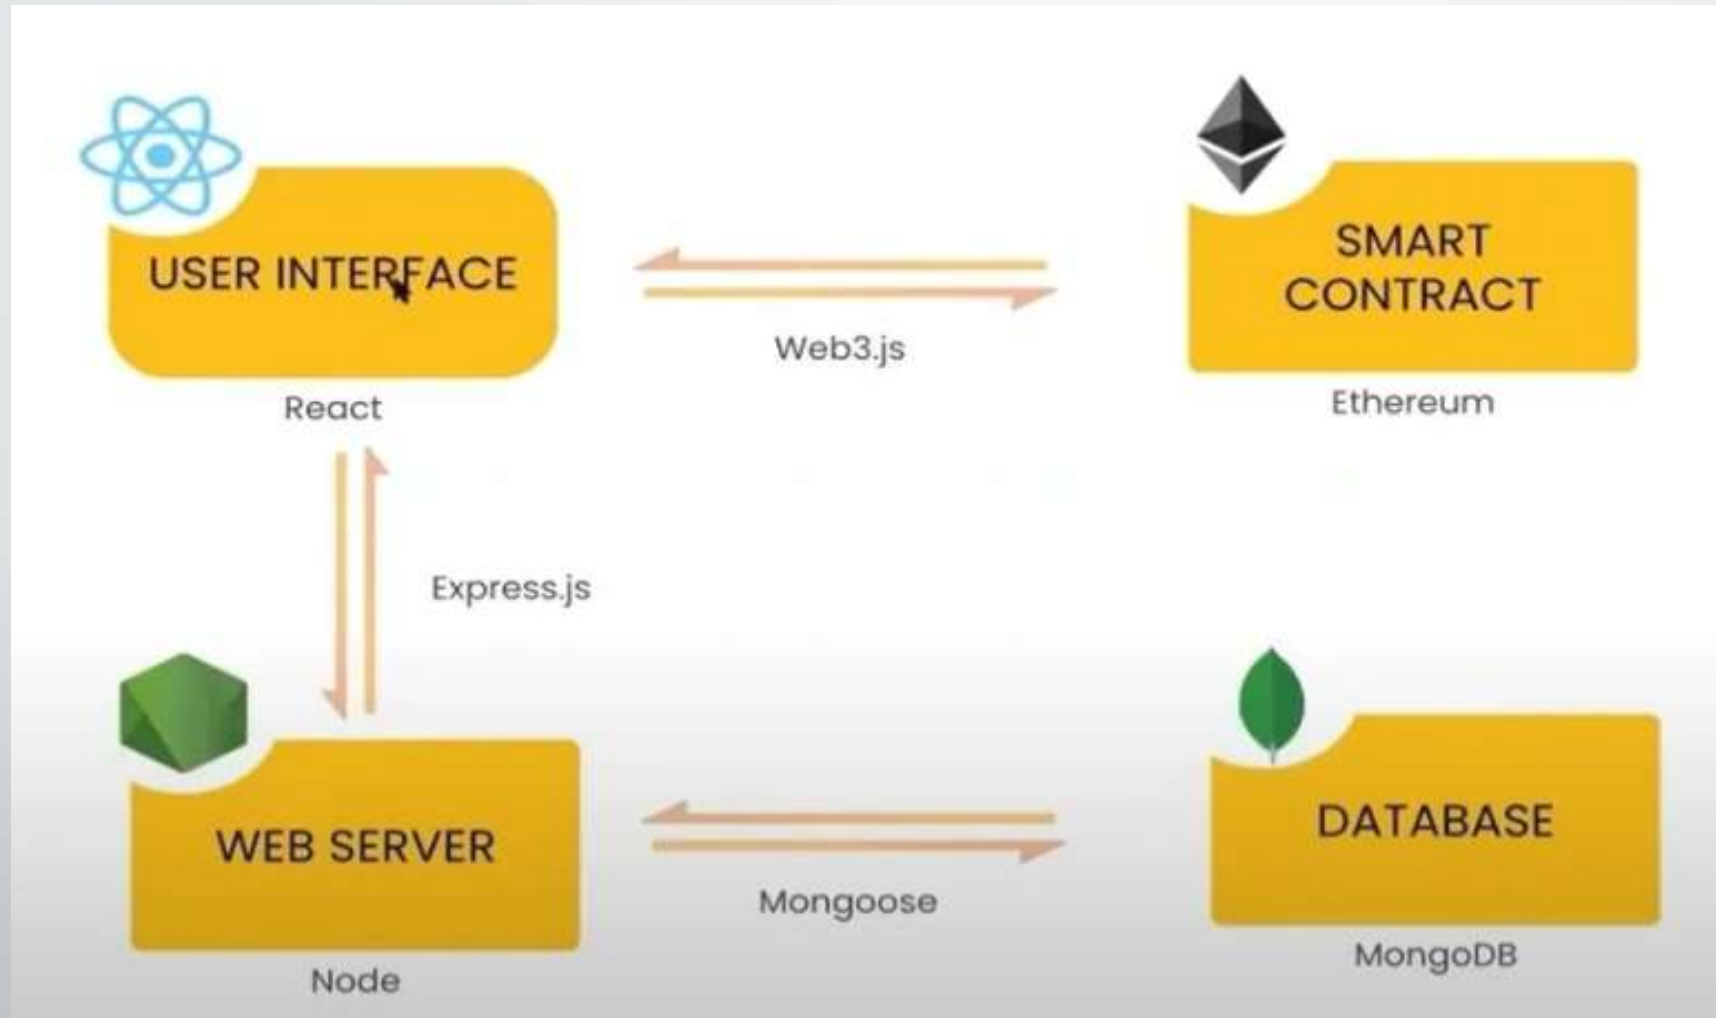 USER INTERFACE
React
Web3.js
SMART
CONTRACT
Ethereum
Express.js
WEB SERVER
Node
Mongoose
DATABASE
MongoDB